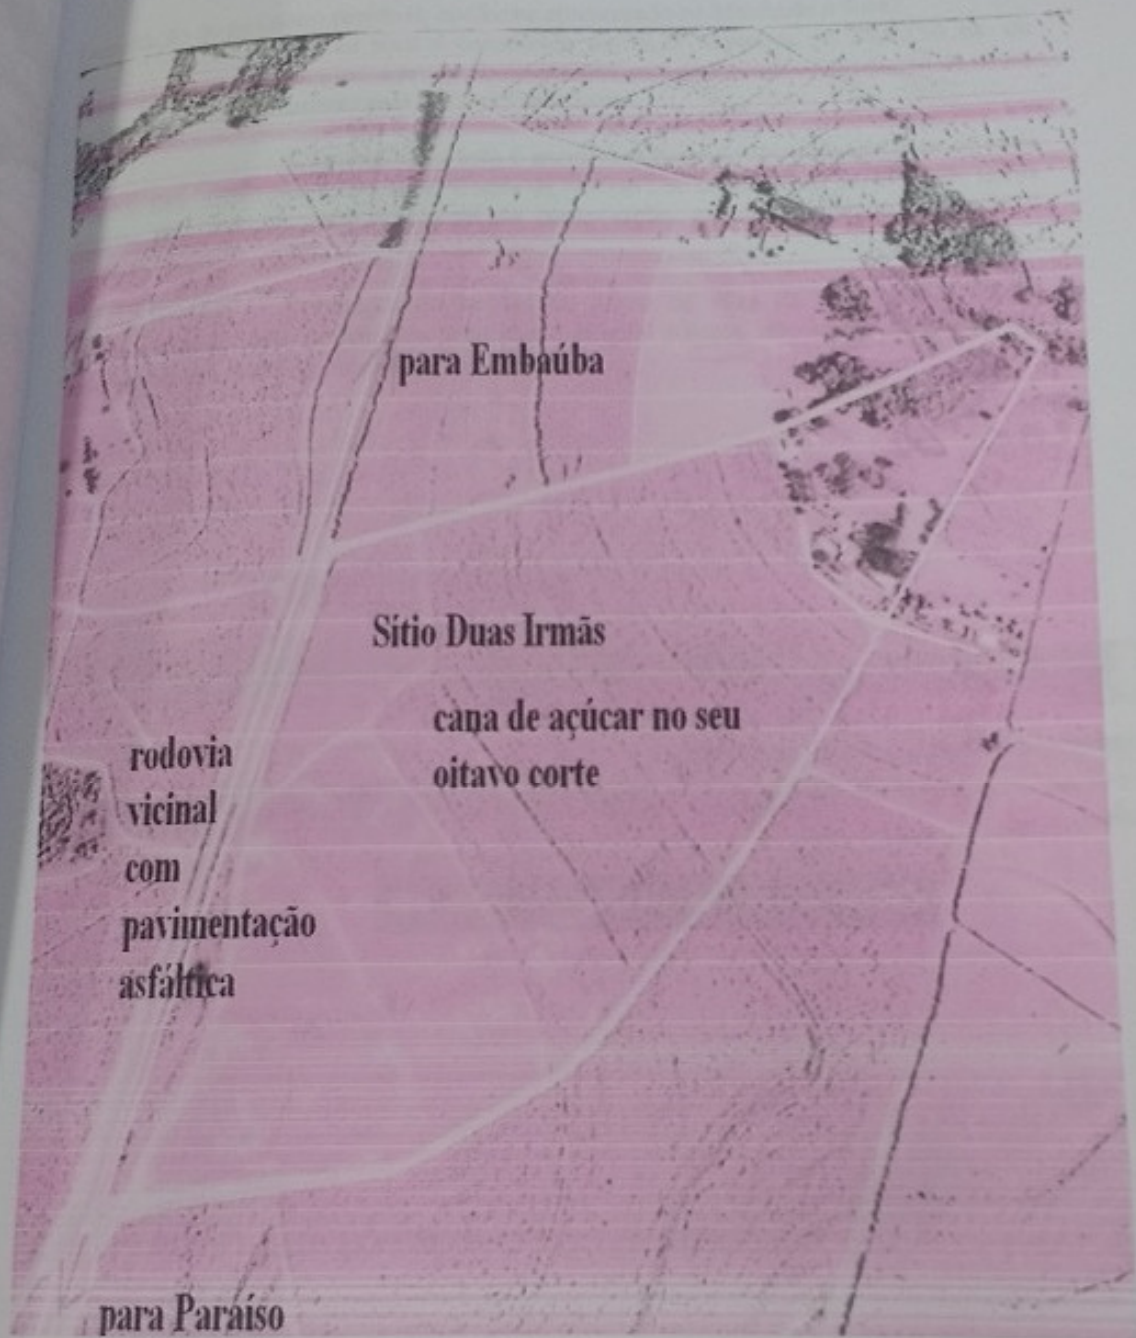 para Embaúba
Sítio Duas Irmãs
cana de açúcar no seu
oitavo corte
rodovia
vicinal
com
pavimentação
asfáltica
para Paraíso